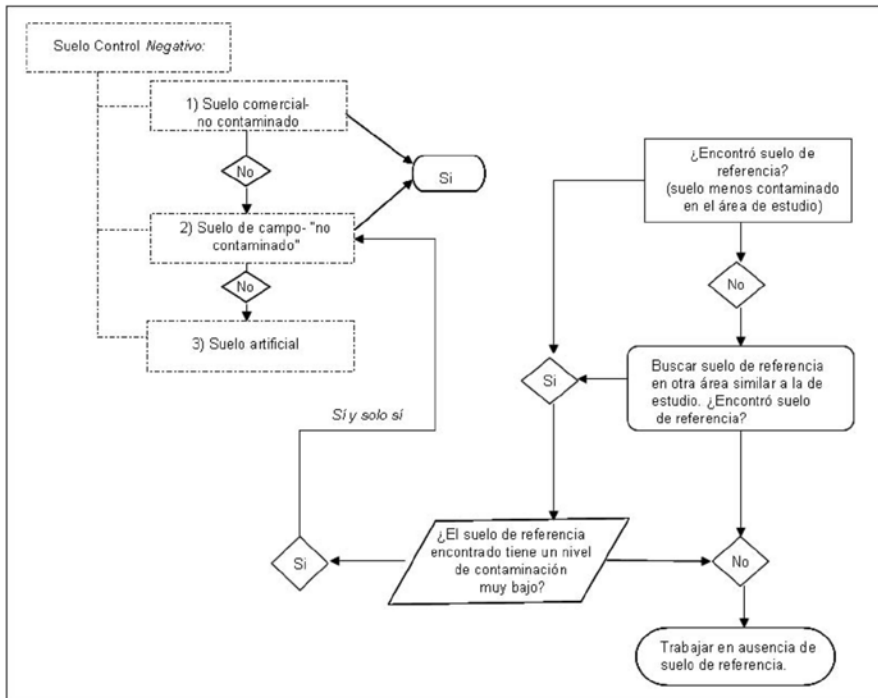 Suelo Control Negativo:
1) Suelo comercial-
no contaminado
No
Si
2) Suelo de campo- "no
contaminado"
No
3) Suelo artificial
¿Encontró suelo de
referencia?
(suelo menos contaminado
en el área de estudio)
No
Si
Buscar suelo de referencia
en otra área similar a la de
estudio. ¿Encontró suelo
de referencia?
Sí y solo sí
Si
¿El suelo de referencia
encontrado tiene un nivel
de contaminación
muy bajo?
No
Trabajar en ausencia de
suelo de referencia.